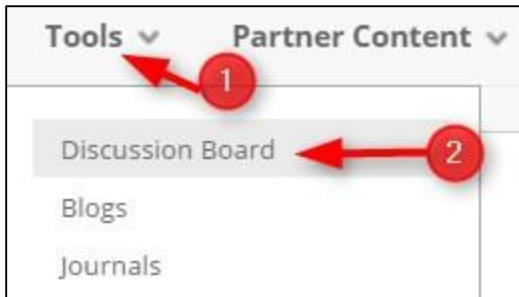 Tools Partner Content
1
Discussion Board 2
Blogs
Journals